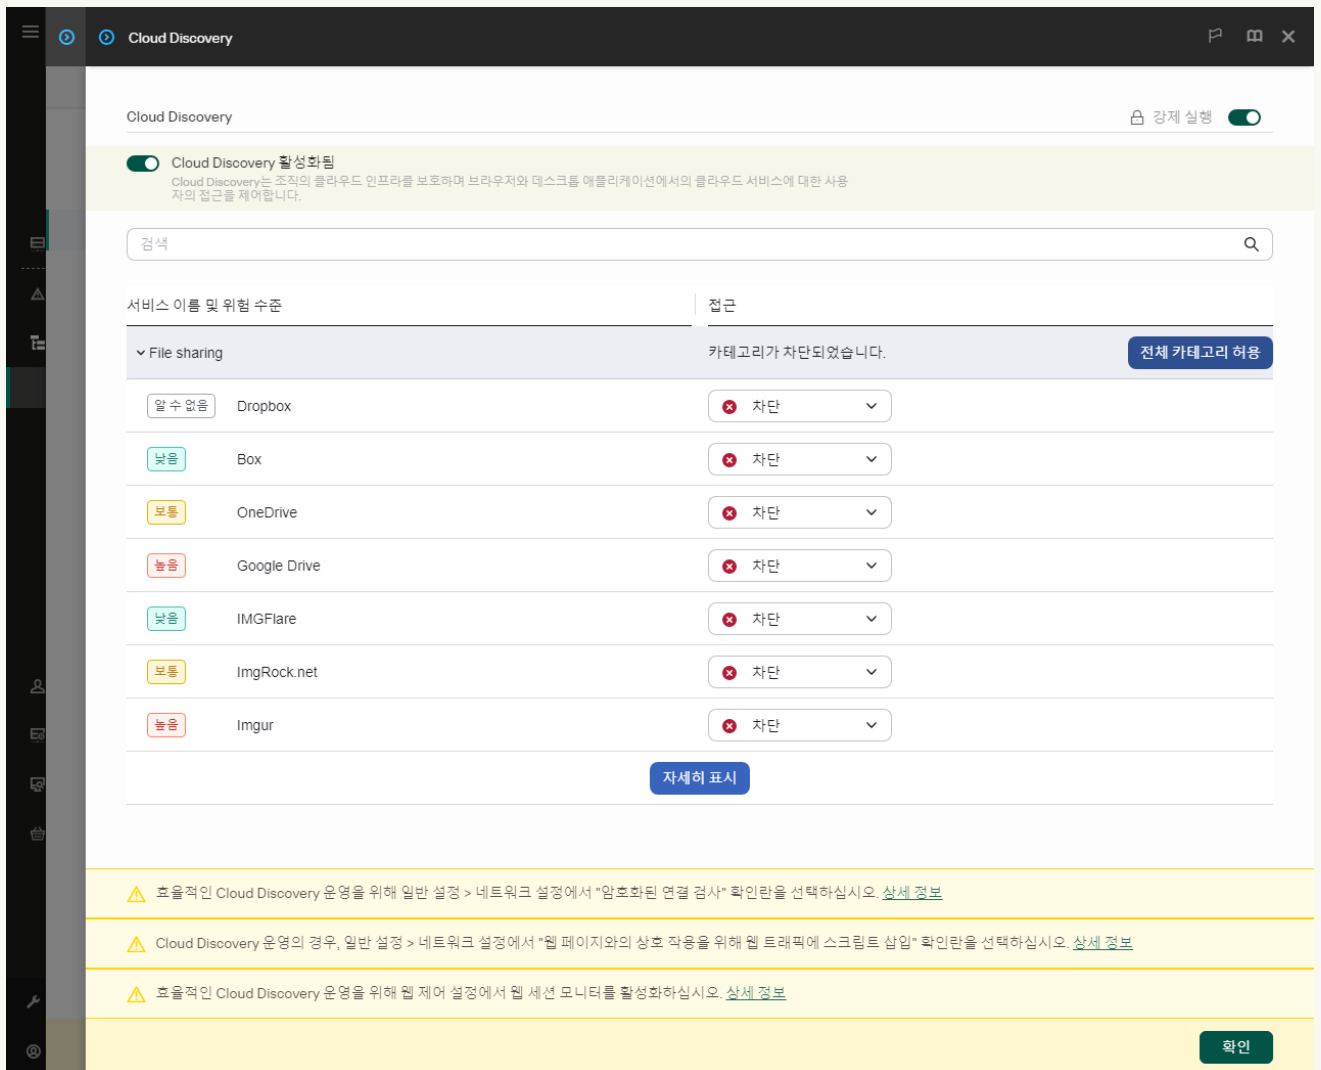 Cloud Discovery
Cloud Discovery
강제 실행
Cloud Discovery 활성화됨
Cloud Discovery는 조직의 클라우드 인프라를 보호하며 브라우저와 데스크톱 애플리케이션에서의 클라우드 서비스에 대한 사용
자의 접근을 제어합니다.
검색
서비스 이름 및 위험 수준
접근
File sharing
카테고리가 차단되었습니다.
전체 카테고리 허용
알 수 없음 Dropbox 차단
낮음 Box 차단
보통 OneDrive 차단
높음 Google Drive 차단
낮음 IMGFlare 차단
보통 ImgRock.net 차단
높음 Imgur 차단
자세히 표시
효율적인 Cloud Discovery 운영을 위해 일반 설정 > 네트워크 설정에서 "암호화된 연결 검사" 확인란을 선택하십시오. 상세 정보
Cloud Discovery 운영의 경우, 일반 설정 > 네트워크 설정에서 "웹 페이지와의 상호 작용을 위해 웹 트래픽에 스크립트 삽입" 확인란을 선택하십시오. 상세 정보
효율적인 Cloud Discovery 운영을 위해 웹 제어 설정에서 웹 세션 모니터를 활성화하십시오. 상세 정보
확인